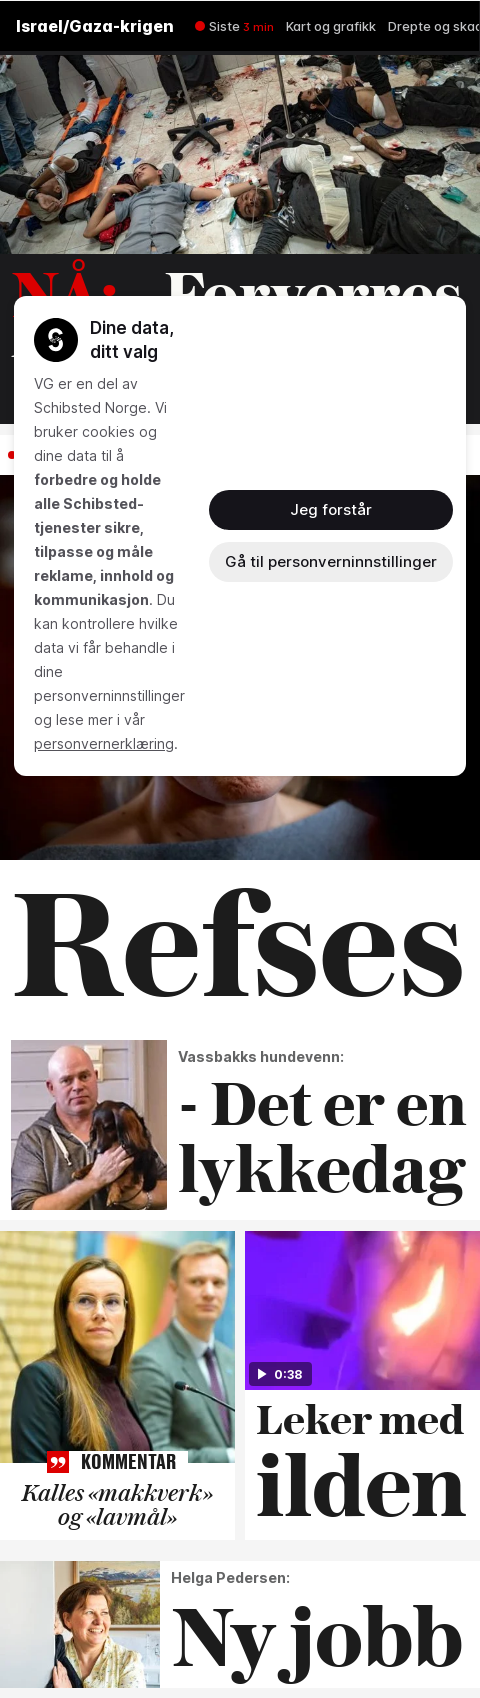 Israel/Gaza-krigen
Siste 3 min Kart og grafikk Drepte og
NÅ: Forverres
Dine data,
ditt valg
VG er en del av
Schibsted Norge. Vi
bruker cookies og
dine data til å
forbedre og holde
alle Schibsted-
tjenester sikre,
tilpasse og måle
reklame, innhold og
kommunikasjon. Du
kan kontrollere hvilke
data vi får behandle i
dine
personverninnstillinger
og lese mer i vår
personvernerklæring.
Jeg forstår
Gå til personverninnstillinger
Refses
Vassbakks hundevenn:
- Det er en
lykkedag
KOMMENTAR
Kalles «makkverk»
og «lavmål»
0:38
Leker med
ilden
Helga Pedersen:
Ny jobb